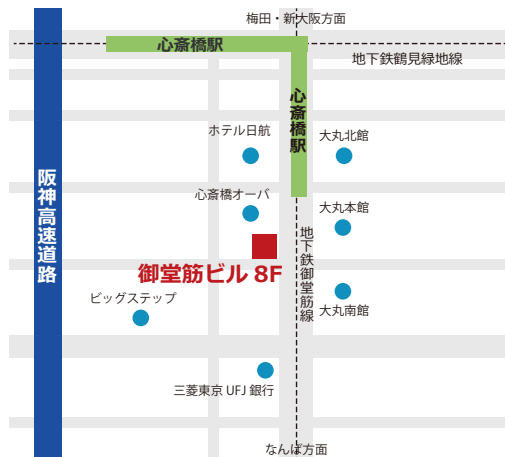 梅田・新大阪方面
心斎橋駅
地下鉄鶴見緑地線
心斎橋駅
ホテル日航
大丸北館
阪神高速道路
心斎橋オーパ
大丸本館
地下鉄御堂筋線
御堂筋ビル 8F
ビッグステップ
大丸南館
三菱東京 UFJ 銀行
なんば方面